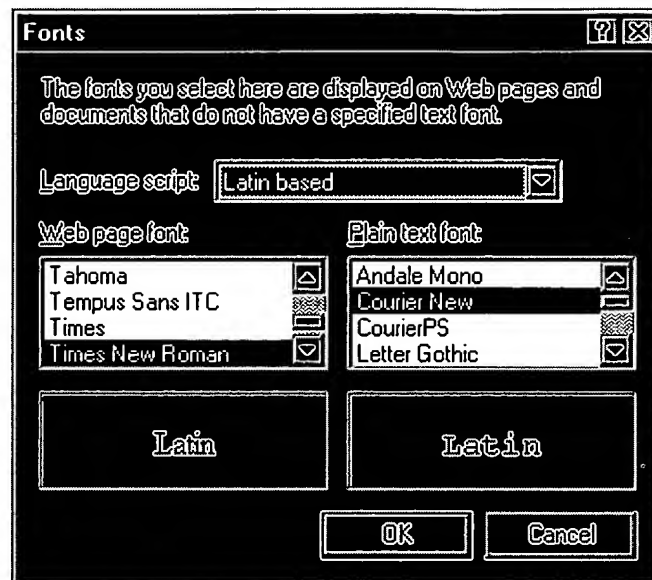 Fonts
The fonts you select here are displayed on Web pages and
documents that do not have a specified text font.
Language script: Latin based
Web page font: Plain text font:
Tahoma Andale Mono
Tempus Sans ITC Courier New
Times CourierPS
Times New Roman Letter Gothic
Latin Latin
OK Cancel